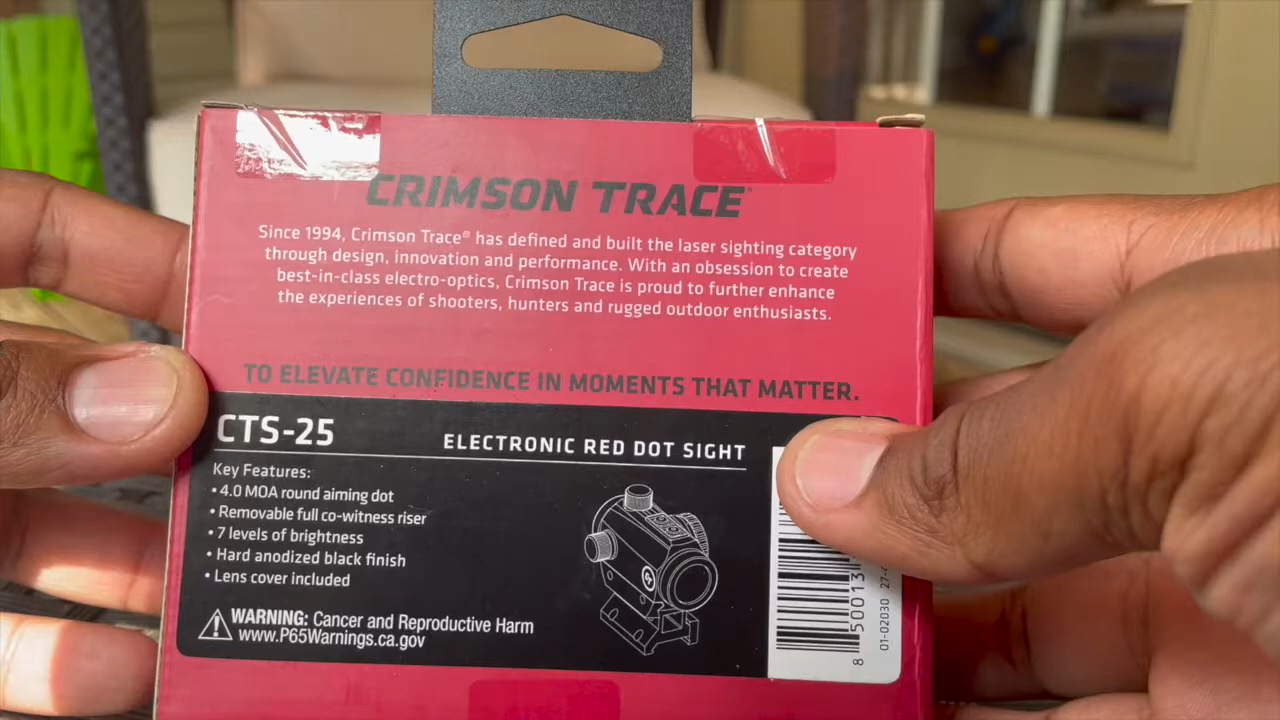 CRIMSON TRACE®
Since 1994, Crimson Trace® has defined and built the laser sighting category
through design, innovation and performance. With an obsession to create
best-in-class electro-optics, Crimson Trace is proud to further enhance
the experiences of shooters, hunters and rugged outdoor enthusiasts.
TO ELEVATE CONFIDENCE IN MOMENTS THAT MATTER.
CTS-25
ELECTRONIC RED DOT SIGHT
Key Features:
• 4.0 MOA round aiming dot
• Removable full co-witness riser
• 7 levels of brightness
• Hard anodized black finish
• Lens cover included
WARNING: Cancer and Reproductive Harm
www.P65Warnings.ca.gov
8 50013
01-02030